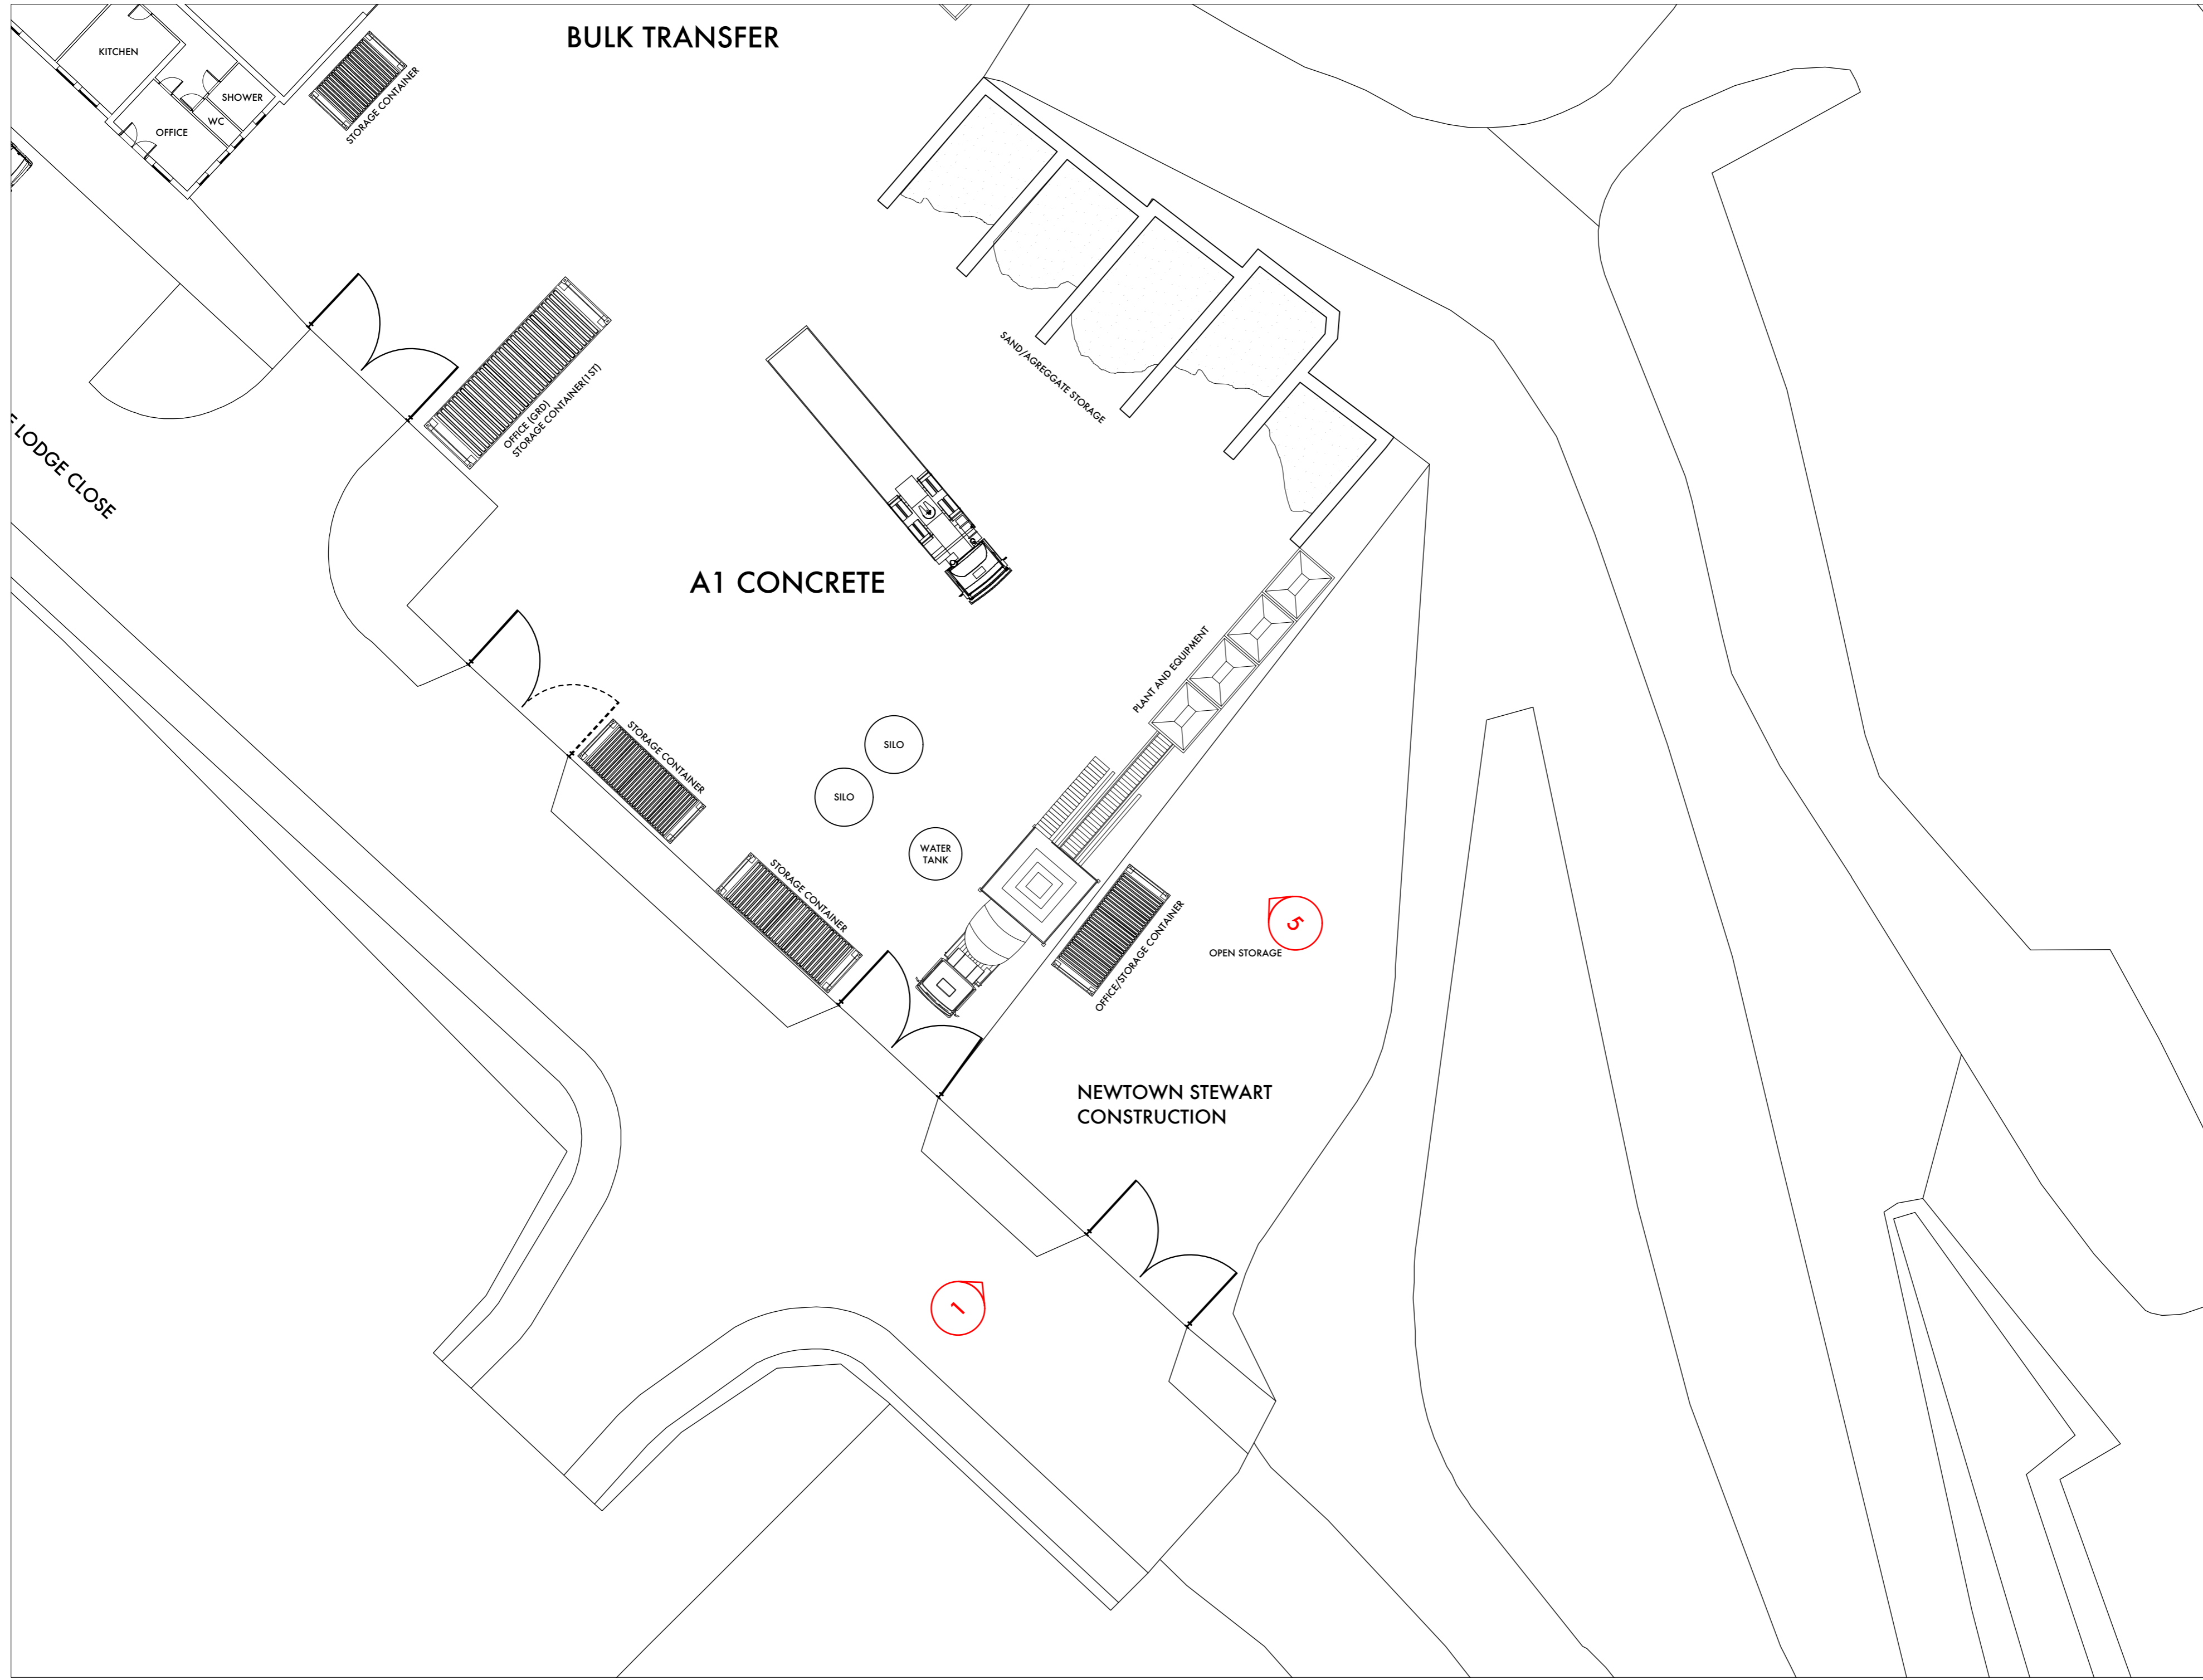 BULK TRANSFER
KITCHEN
SHOWER
WC
OFFICE
STORAGE CONTAINER
SAND/AGREGGATE STORAGE
OFFICE (GRD)
STORAGE CONTAINER(1ST)
LODGE CLOSE
A1 CONCRETE
PLANT AND EQUIPMENT
STORAGE CONTAINER
SILO
SILO
WATER
TANK
STORAGE CONTAINER
OFFICE/STORAGE CONTAINER
5
OPEN STORAGE
NEWTOWN STEWART
CONSTRUCTION
1